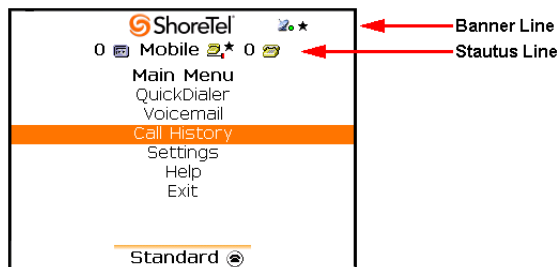 ShoreTel
Banner Line
0 Mobile 0
Stautus Line
Main Menu
QuickDialer
Voicemail
Call History
Settings
Help
Exit
Standard